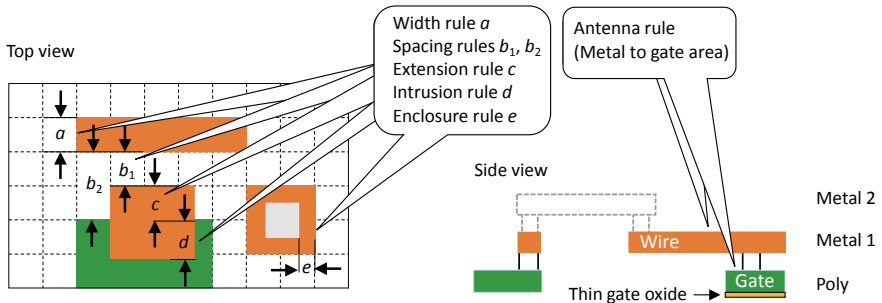 Top view
Width rule a
Spacing rules b1, b2
Extension rule c
Intrusion rule d
Enclosure rule e
Antenna rule
(Metal to gate area)
a
b1
b2
c
d
e
Side view
Metal 2
Wire
Metal 1
Gate
Poly
Thin gate oxide